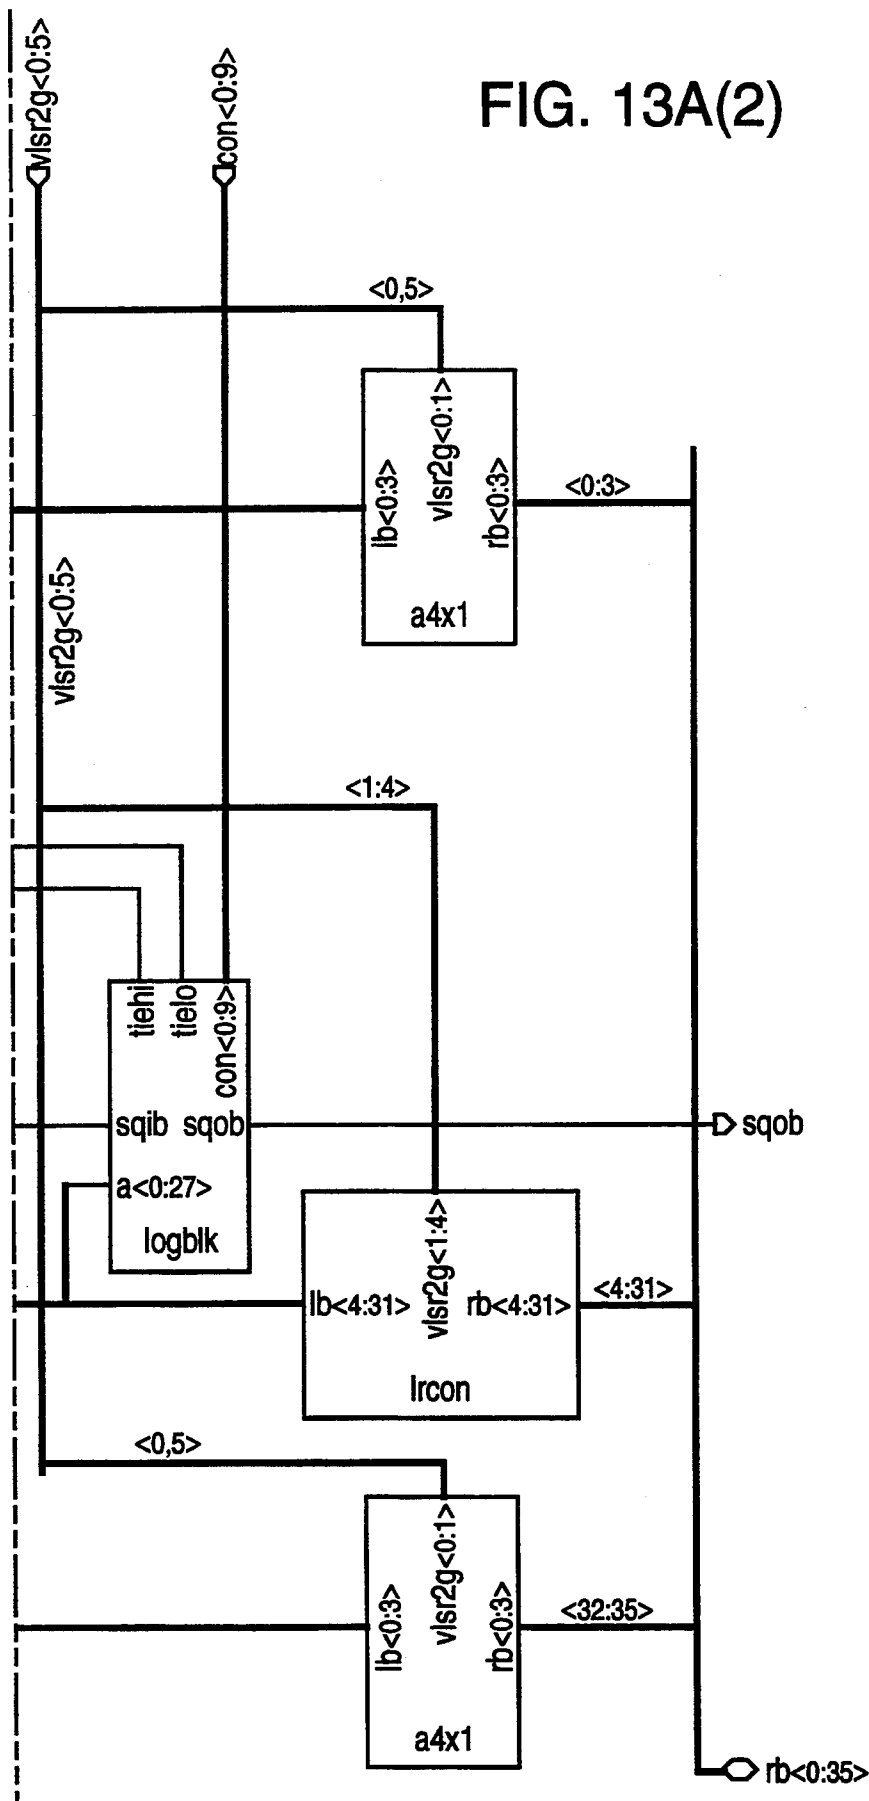 vlsr2g<0:5>
con<0:9>
FIG. 13A(2)
<0,5>
vlsr2g<0:1>
lb<0:3>
rb<0:3>
<0:3>
a4x1
vlsr2g<0:5>
<1:4>
tiehi
tielo
con<0:9>
sqib
sqob
sqob
a<0:27>
logblk
vlsr2g<1:4>
lb<4:31>
rb<4:31>
<4:31>
lrcon
<0,5>
vlsr2g<0:1>
lb<0:3>
rb<0:3>
<32:35>
a4x1
rb<0:35>